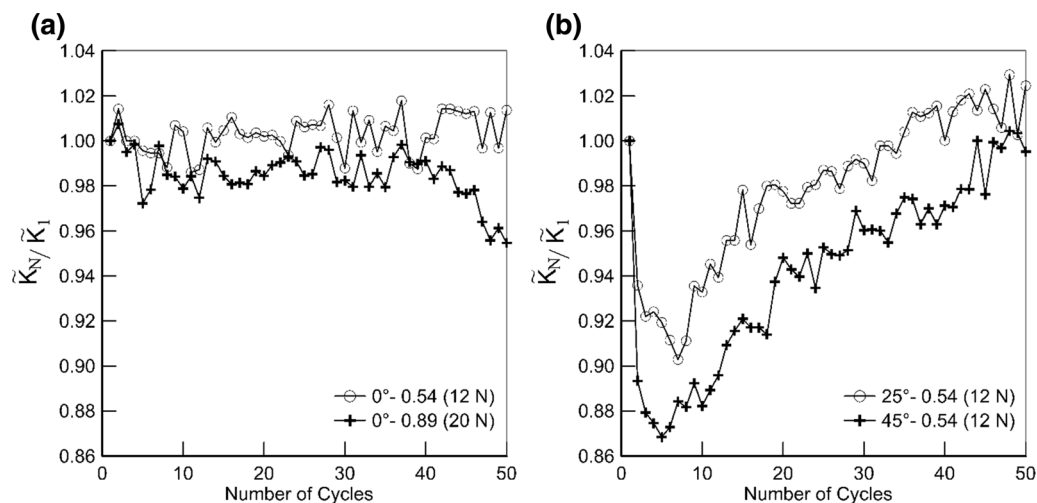 (a)
1.04
1.02
1.00
0.98
0.96
0.94
0.92
0.90
0.88
0.86
K̃N/K̃1
0 10 20 30 40 50
Number of Cycles
0°- 0.54 (12 N)
0°- 0.89 (20 N)
(b)
1.04
1.02
1.00
0.98
0.96
0.94
0.92
0.90
0.88
0.86
K̃N/K̃1
0 10 20 30 40 50
Number of Cycles
25°- 0.54 (12 N)
45°- 0.54 (12 N)